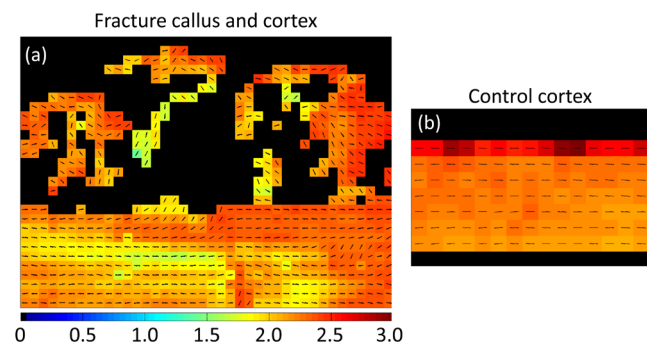 Fracture callus and cortex
(a)
Control cortex
(b)
0 0.5 1.0 1.5 2.0 2.5 3.0